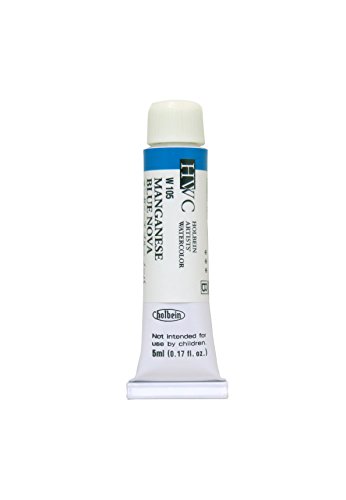 HWC
HOLBEIN
ARTISTS'
WATERCOLOR
W 105
MANGANESE
BLUE NOVA
holbein
Not intended for
use by children.
5ml (0.17 fl. oz.)